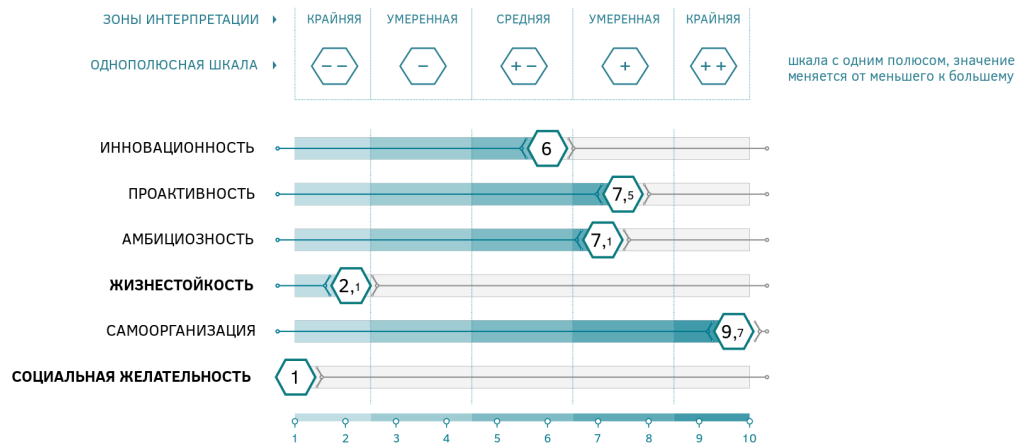 ЗОНЫ ИНТЕРПРЕТАЦИИ КРАЙНЯЯ УМЕРЕННАЯ СРЕДНЯЯ УМЕРЕННАЯ КРАЙНЯЯ
ОДНОПОЛЮСНАЯ ШКАЛА – – – + – + + +
шкала с одним полюсом, значение
меняется от меньшего к большему
ИННОВАЦИОННОСТЬ 6
ПРОАКТИВНОСТЬ 7,5
АМБИЦИОЗНОСТЬ 7,1
ЖИЗНЕСТОЙКОСТЬ 2,1
САМООРГАНИЗАЦИЯ 9,7
СОЦИАЛЬНАЯ ЖЕЛАТЕЛЬНОСТЬ 1
1 2 3 4 5 6 7 8 9 10